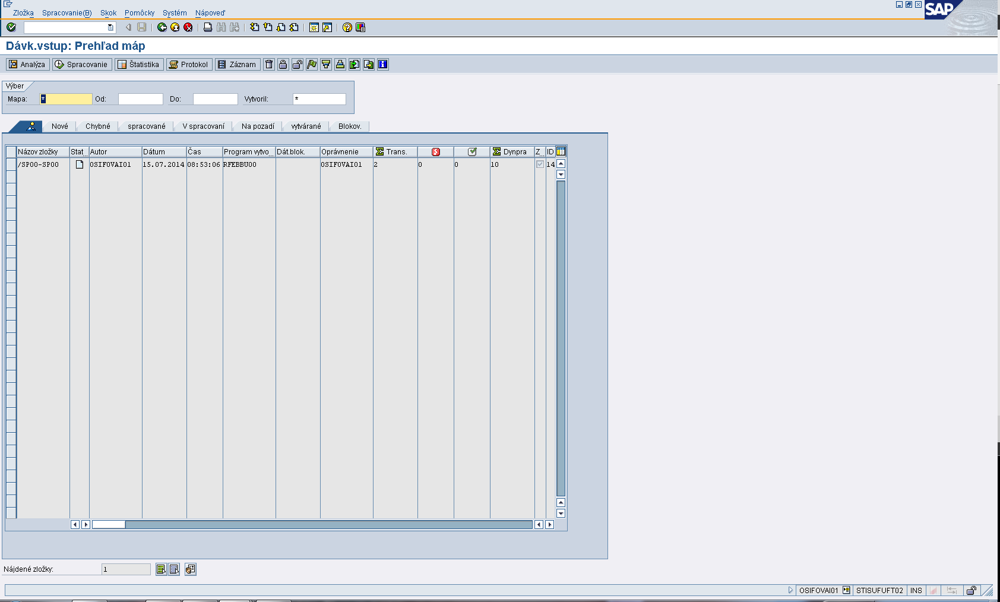 Zložka Spracovanie(B) Skok Pomôcky Systém Nápoveď
SAP
Dávk.vstup: Prehľad máp
Analýza Spracovanie Štatistika Protokol Záznam
Výber
Mapa: * Od: Do: Vytvoril: *
Nové Chybné spracované V spracovaní Na pozadí vytvárané Blokov.
Názov zložky Stat.. Autor Dátum Čas Program vytvo... Dát.blok. Oprávnenie Σ Trans. Σ Dynpra Z.. ID
/SP00-SP00 OSIFOVAI01 15.07.2014 08:53:06 RFEBBU00 OSIFOVAI01 2 0 0 10 14
Nájdené zložky: 1
OSIFOVAI01 STISUFUFT02 INS